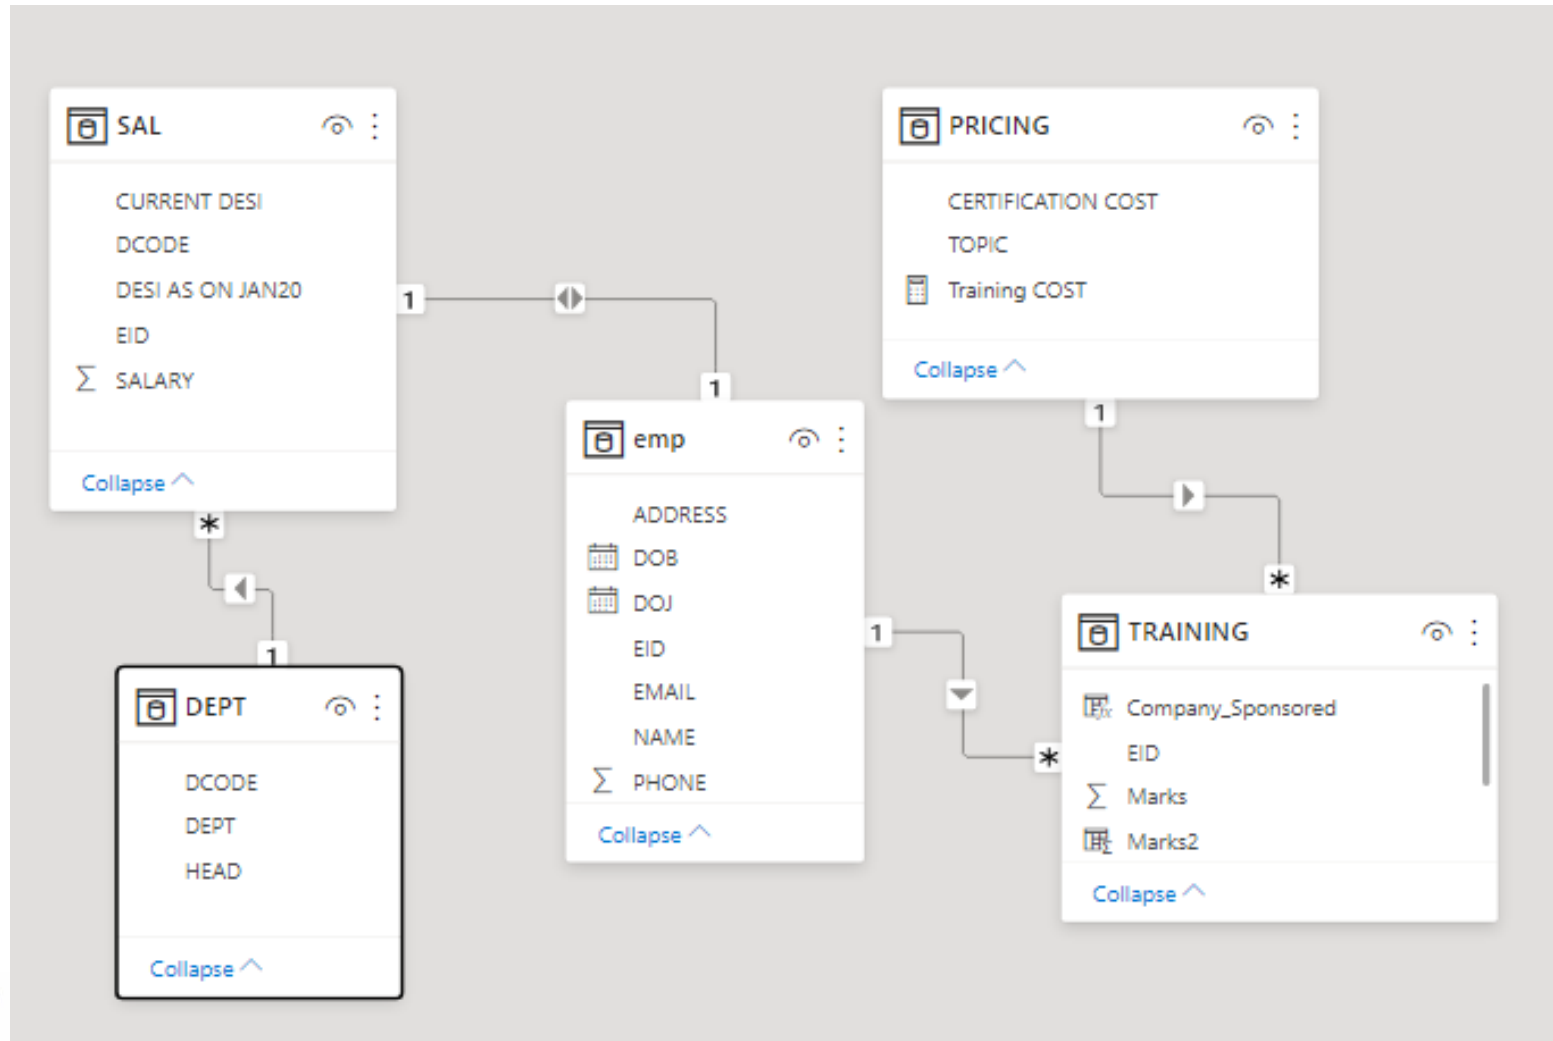 SAL
CURRENT DESI
DCODE
DESI AS ON JAN20
EID
SALARY
Collapse
1
1
*
1
DEPT
DCODE
DEPT
HEAD
Collapse
emp
ADDRESS
DOB
DOJ
EID
EMAIL
NAME
PHONE
Collapse
1
*
PRICING
CERTIFICATION COST
TOPIC
Training COST
Collapse
1
*
TRAINING
Company_Sponsored
EID
Marks
Marks2
Collapse